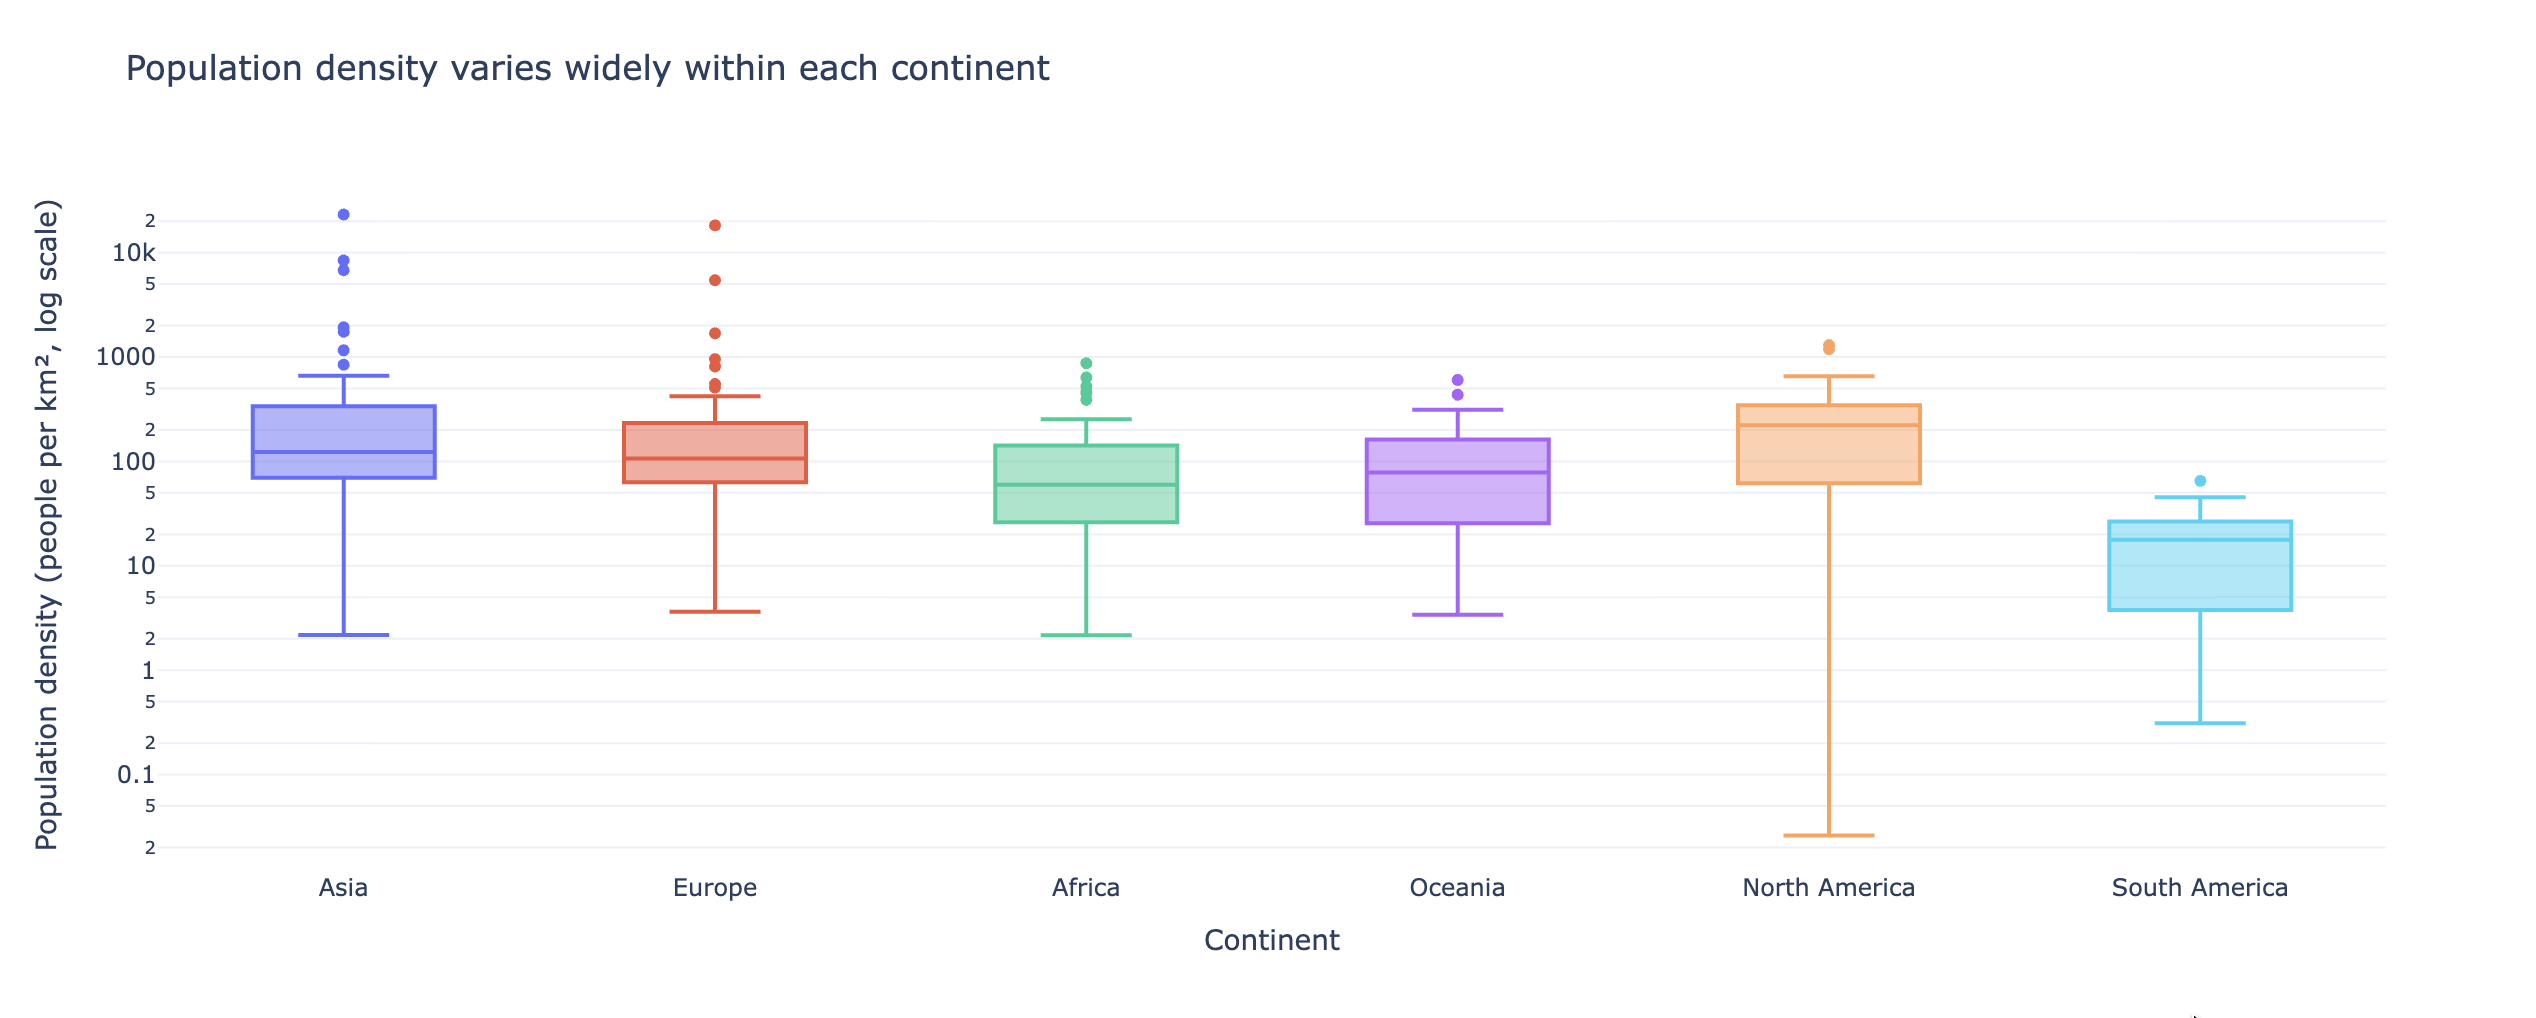 Population density varies widely within each continent
Population density (people per km², log scale)
2
10k
5
2
1000
5
2
100
5
2
10
5
2
1
5
2
0.1
5
2
Asia
Europe
Africa
Oceania
North America
South America
Continent